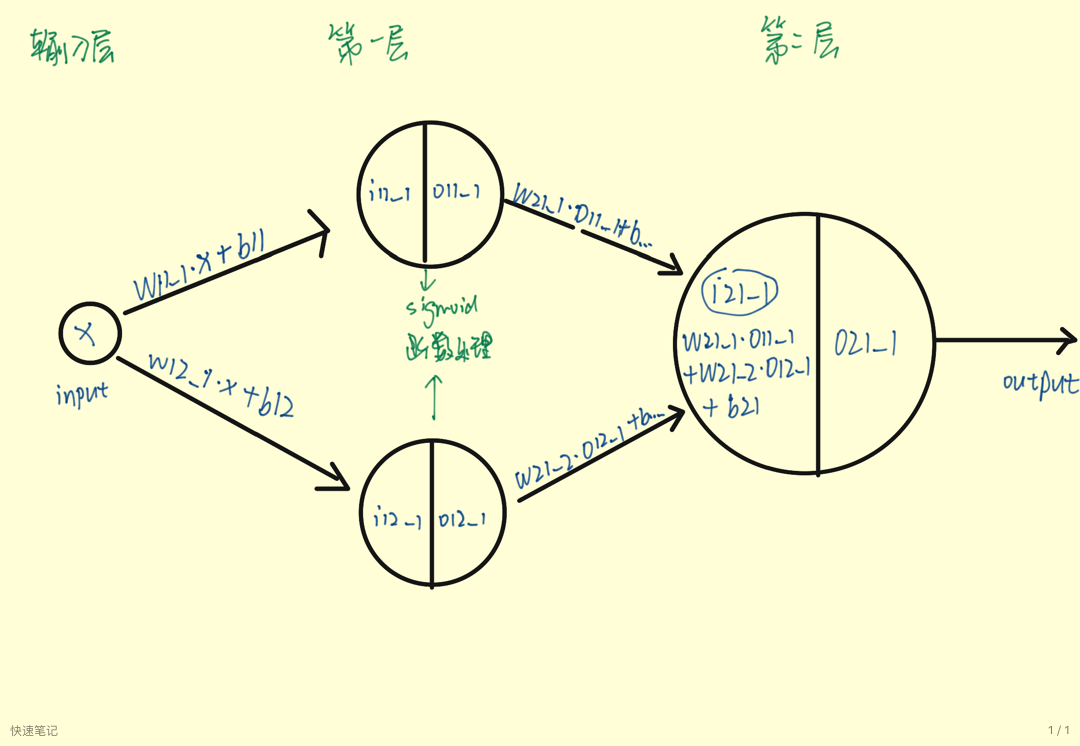 输入层
第一层
第二层
i11_1
o11_1
w21_1·o11_1+b...
w11_1·x+b11
sigmoid
函数处理
x
input
w12_1·x+b12
i21_1
w21_1·o11_1
+w21_2·o12_1
+b21
o21_1
output
w21_2·o12_1+b...
i12_1
o12_1
快速笔记
1 / 1